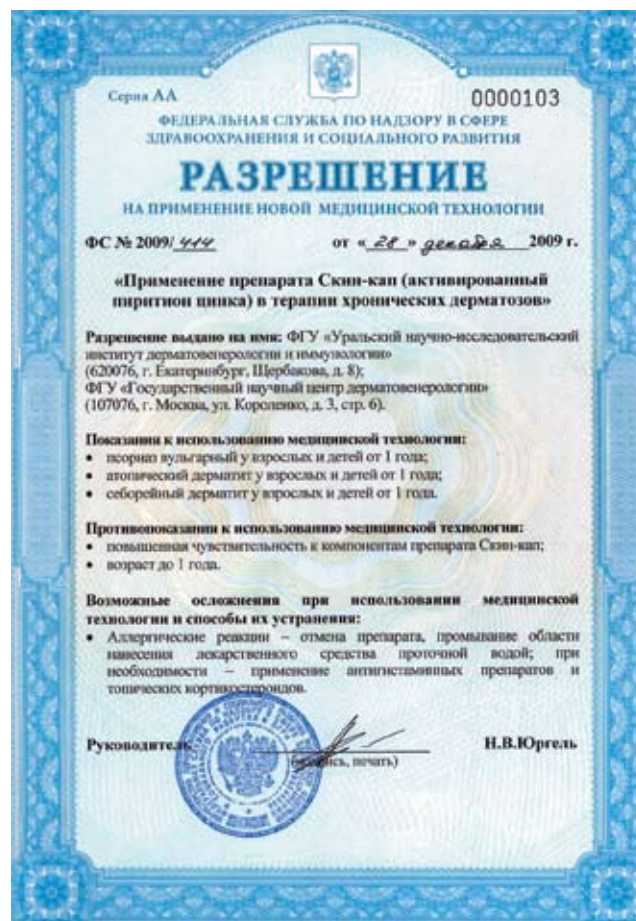 Серия АА
0000103
ФЕДЕРАЛЬНАЯ СЛУЖБА ПО НАДЗОРУ В СФЕРЕ
ЗДРАВООХРАНЕНИЯ И СОЦИАЛЬНОГО РАЗВИТИЯ
РАЗРЕШЕНИЕ
НА ПРИМЕНЕНИЕ НОВОЙ МЕДИЦИНСКОЙ ТЕХНОЛОГИИ
ФС № 2009/ 414 от « 28 » декабря 2009 г.
«Применение препарата Скин-кап (активированный
пиритион цинка) в терапии хронических дерматозов»
Разрешение выдано на имя: ФГУ «Уральский научно-исследовательский
институт дерматовенерологии и иммунологии»
(620076, г. Екатеринбург, Щербакова, д. 8);
ФГУ «Государственный научный центр дерматовенерологии»
(107076, г. Москва, ул. Короленко, д. 3, стр. 6).
Показания к использованию медицинской технологии:
• псориаз вульгарный у взрослых и детей от 1 года;
• атопический дерматит у взрослых и детей от 1 года;
• себорейный дерматит у взрослых и детей от 1 года.
Противопоказания к использованию медицинской технологии:
• повышенная чувствительность к компонентам препарата Скин-кап;
• возраст до 1 года.
Возможные осложнения при использовании медицинской
технологии и способы их устранения:
• Аллергические реакции – отмена препарата, промывание области
нанесения лекарственного средства проточной водой; при
необходимости – применение антигистаминных препаратов и
топических кортикостероидов.
Руководитель Н.В.Юргель
(подпись, печать)